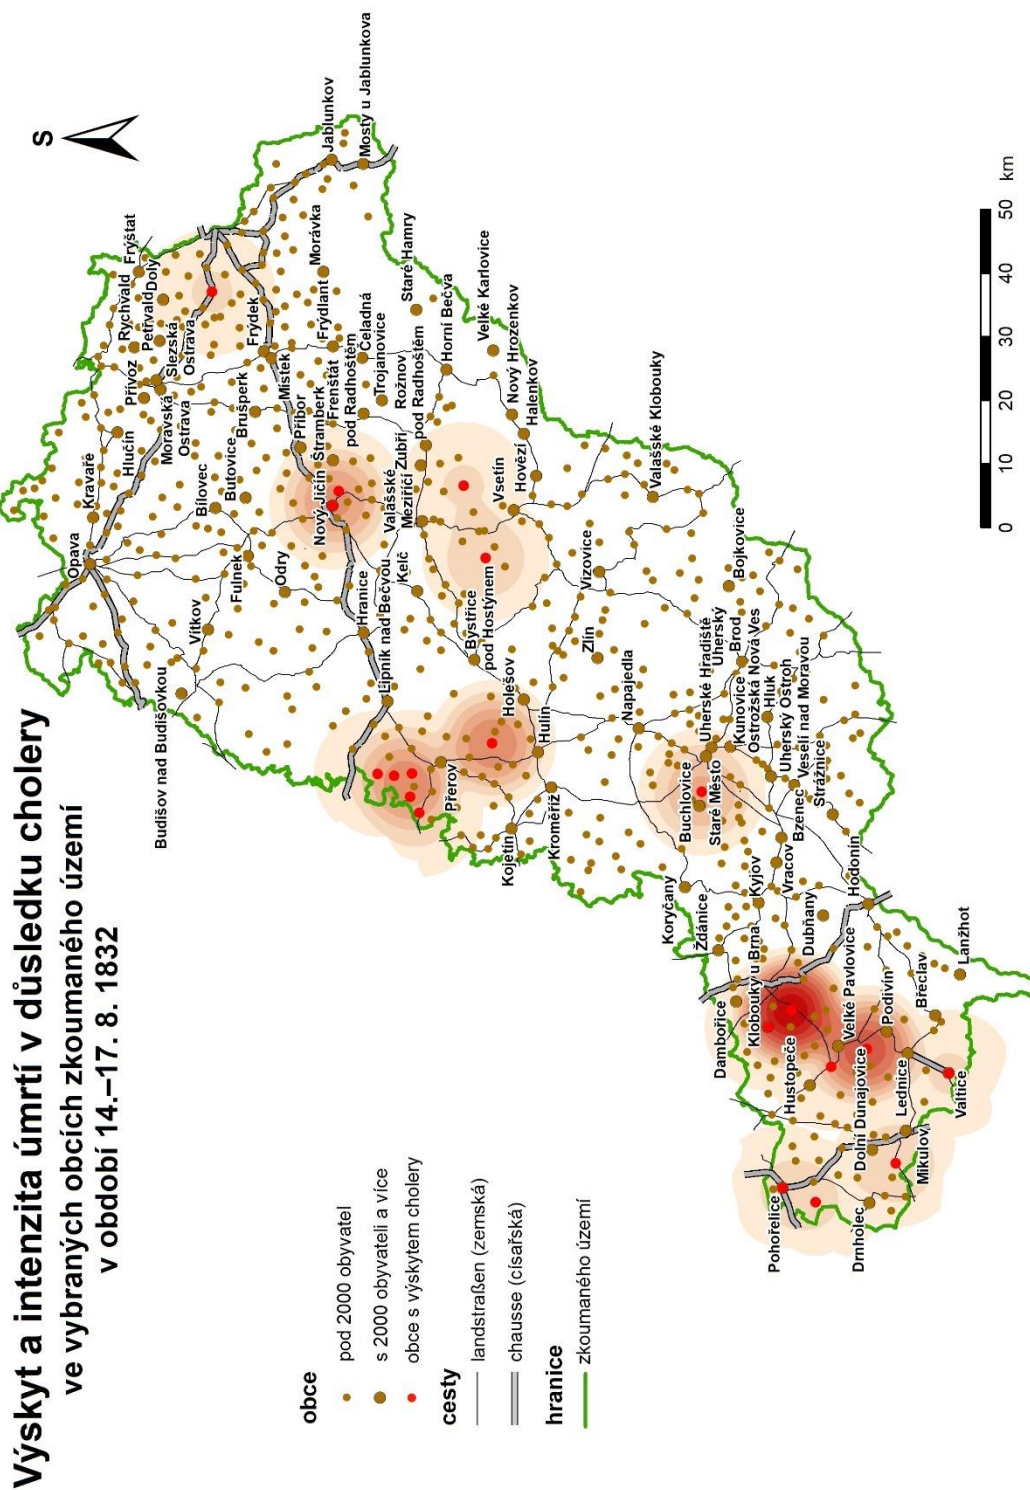 Výskyt a intenzita úmrtí v důsledku cholery
ve vybraných obcích zkoumaného území
v období 14.–17. 8. 1832
S
obce
pod 2000 obyvatel
s 2000 obyvateli a více
obce s výskytem cholery
cesty
landstraßen (zemská)
chausse (císařská)
hranice
zkoumaného území
Opava
Kravaře
Hlučín
Přívoz
Rychvald
Fryštát
Petřvald
Doly
Slezská
Ostrava
Moravská
Ostrava
Budišov nad Budišovkou
Vítkov
Bílovec
Butovice
Brušperk
Frýdek
Místek
Fulnek
Odry
Příbor
Štramberk
Frenštát
pod Radhoštěm
Frýdlant
Morávka
Jablunkov
Mosty u Jablunkova
Nový Jičín
Čeladná
Trojanovice
Staré Hamry
Hranice
Lipník nad Bečvou
Kelč
Valašské
Meziříčí
Zubří
Rožnov
pod Radhoštěm
Horní Bečva
Velké Karlovice
Přerov
Bystřice
pod Hostýnem
Holešov
Hulín
Vsetín
Hovězí
Nový Hrozenkov
Halenkov
Kojetín
Kroměříž
Vizovice
Zlín
Napajedla
Valašské Klobouky
Koryčany
Buchlovice
Staré Město
Uherské Hradiště
Uherský
Brod
Bojkovice
Kunovice
Ostrožská Nová Ves
Hluk
Uherský Ostroh
Veselí nad Moravou
Strážnice
Bzenec
Vracov
Kyjov
Ždánice
Dambořice
Klobouky u Brna
Dubňany
Hodonín
Hustopeče
Velké Pavlovice
Podivín
Břeclav
Lanžhot
Pohořelice
Dolní Dunajovice
Lednice
Valtice
Drnholec
Mikulov
0 10 20 30 40 50
km